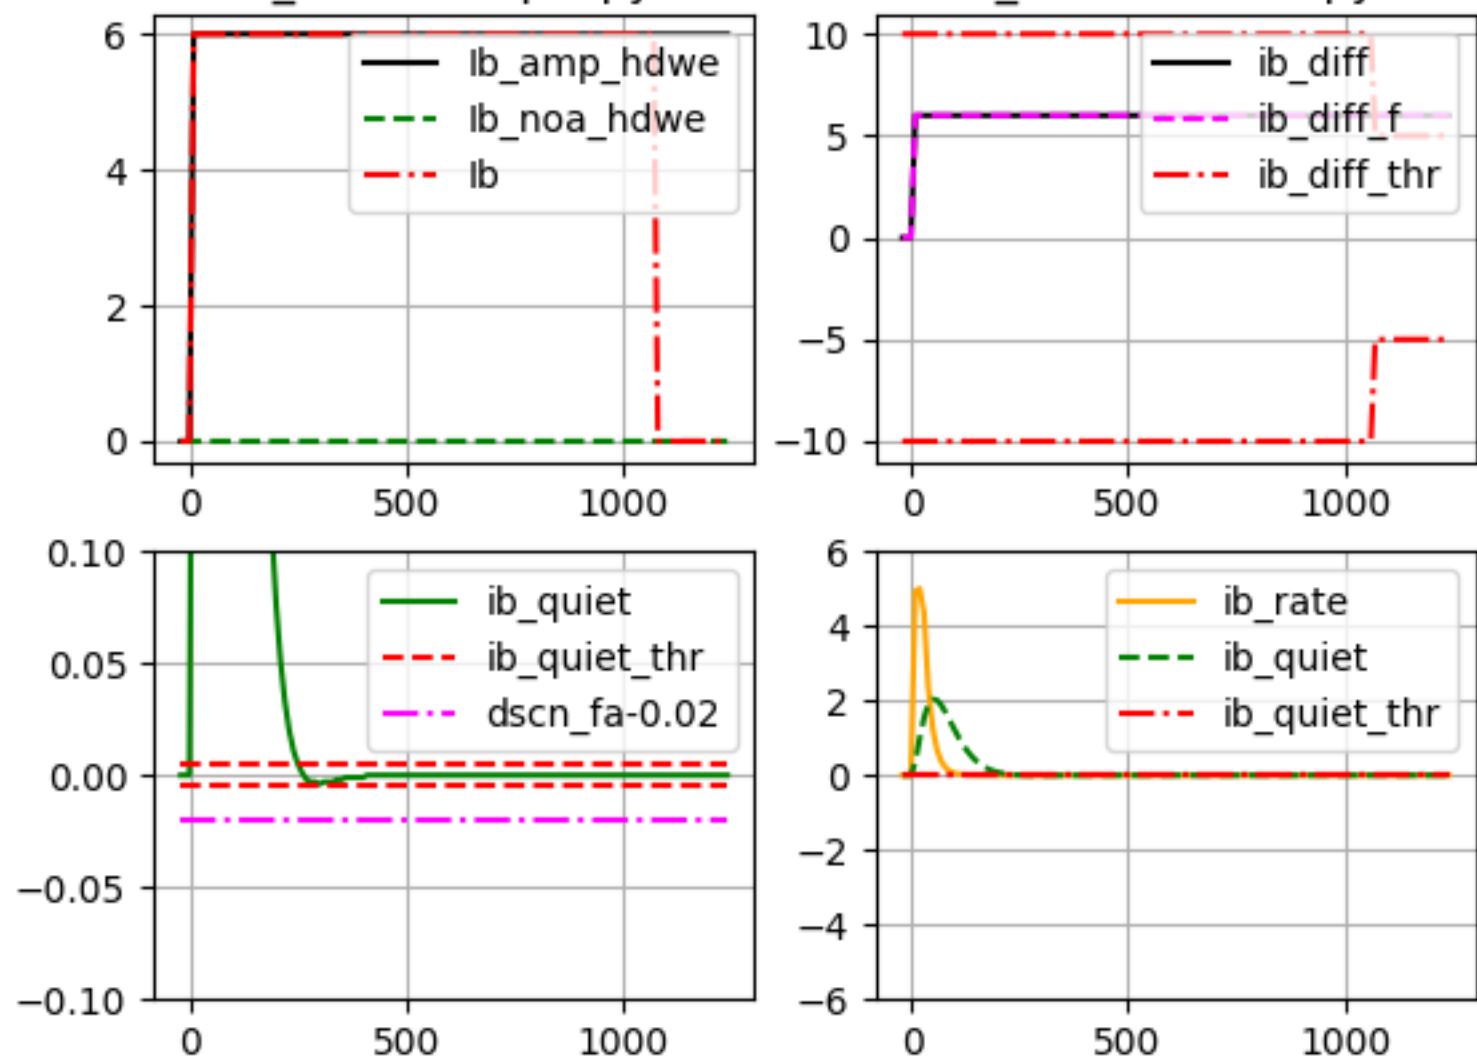 6
4
2
0
Ib_amp_hdwe
Ib_noa_hdwe
Ib
0 500 1000
10
5
0
−5
−10
ib_diff
ib_diff_f
ib_diff_thr
0 500 1000
0.10
0.05
0.00
−0.05
−0.10
ib_quiet
ib_quiet_thr
dscn_fa-0.02
0 500 1000
6
4
2
0
−2
−4
−6
ib_rate
ib_quiet
ib_quiet_thr
0 500 1000